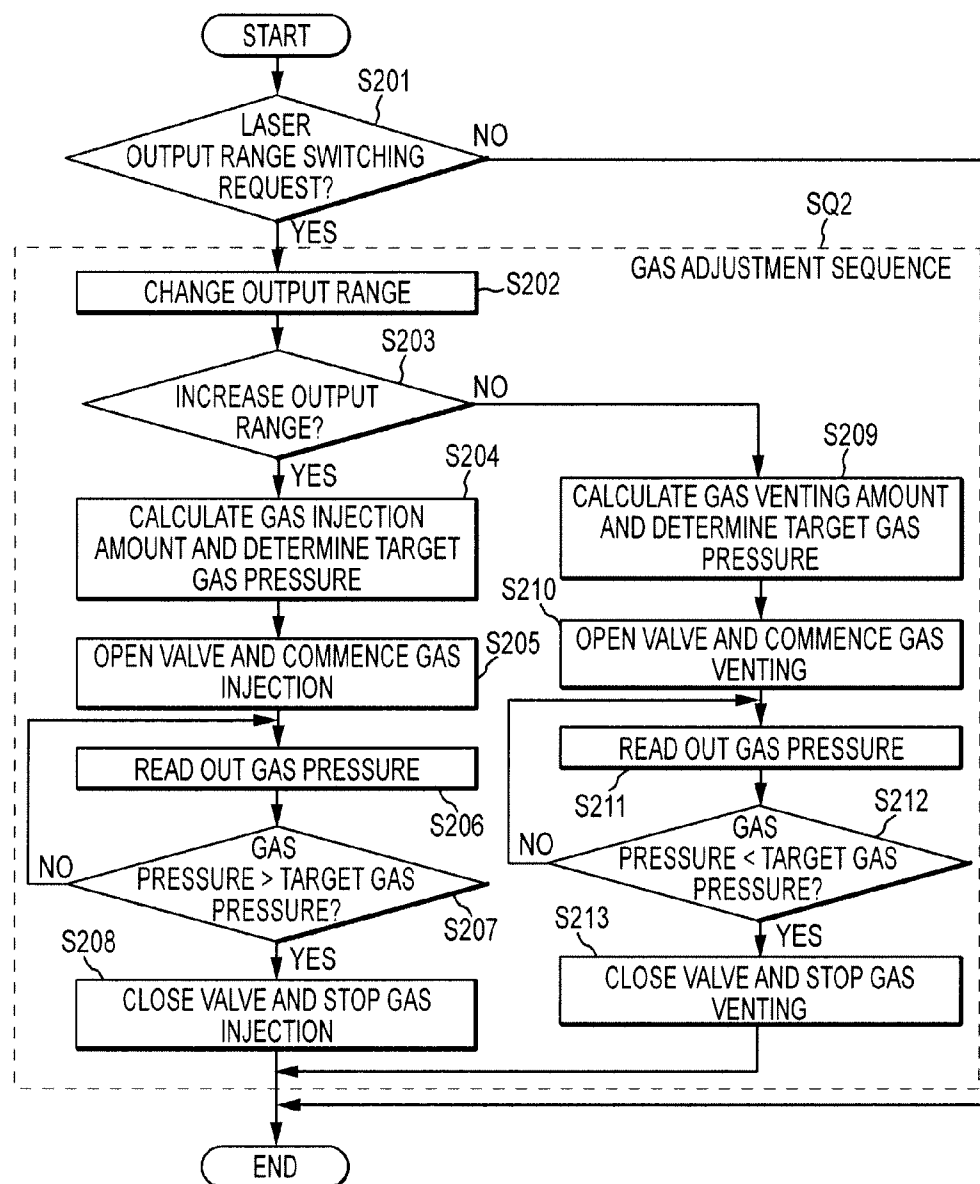 START
S201
LASER
OUTPUT RANGE SWITCHING
REQUEST?
NO
YES
SQ2
GAS ADJUSTMENT SEQUENCE
CHANGE OUTPUT RANGE
S202
S203
INCREASE OUTPUT
RANGE?
NO
YES
S204
CALCULATE GAS INJECTION
AMOUNT AND DETERMINE TARGET
GAS PRESSURE
OPEN VALVE AND COMMENCE GAS
INJECTION
S205
READ OUT GAS PRESSURE
S206
GAS
PRESSURE > TARGET GAS
PRESSURE?
NO
S207
YES
S208
CLOSE VALVE AND STOP GAS
INJECTION
S209
CALCULATE GAS VENTING AMOUNT
AND DETERMINE TARGET GAS
PRESSURE
S210
OPEN VALVE AND COMMENCE GAS
VENTING
READ OUT GAS PRESSURE
S211
S212
GAS
PRESSURE < TARGET GAS
PRESSURE?
NO
YES
S213
CLOSE VALVE AND STOP GAS
VENTING
END